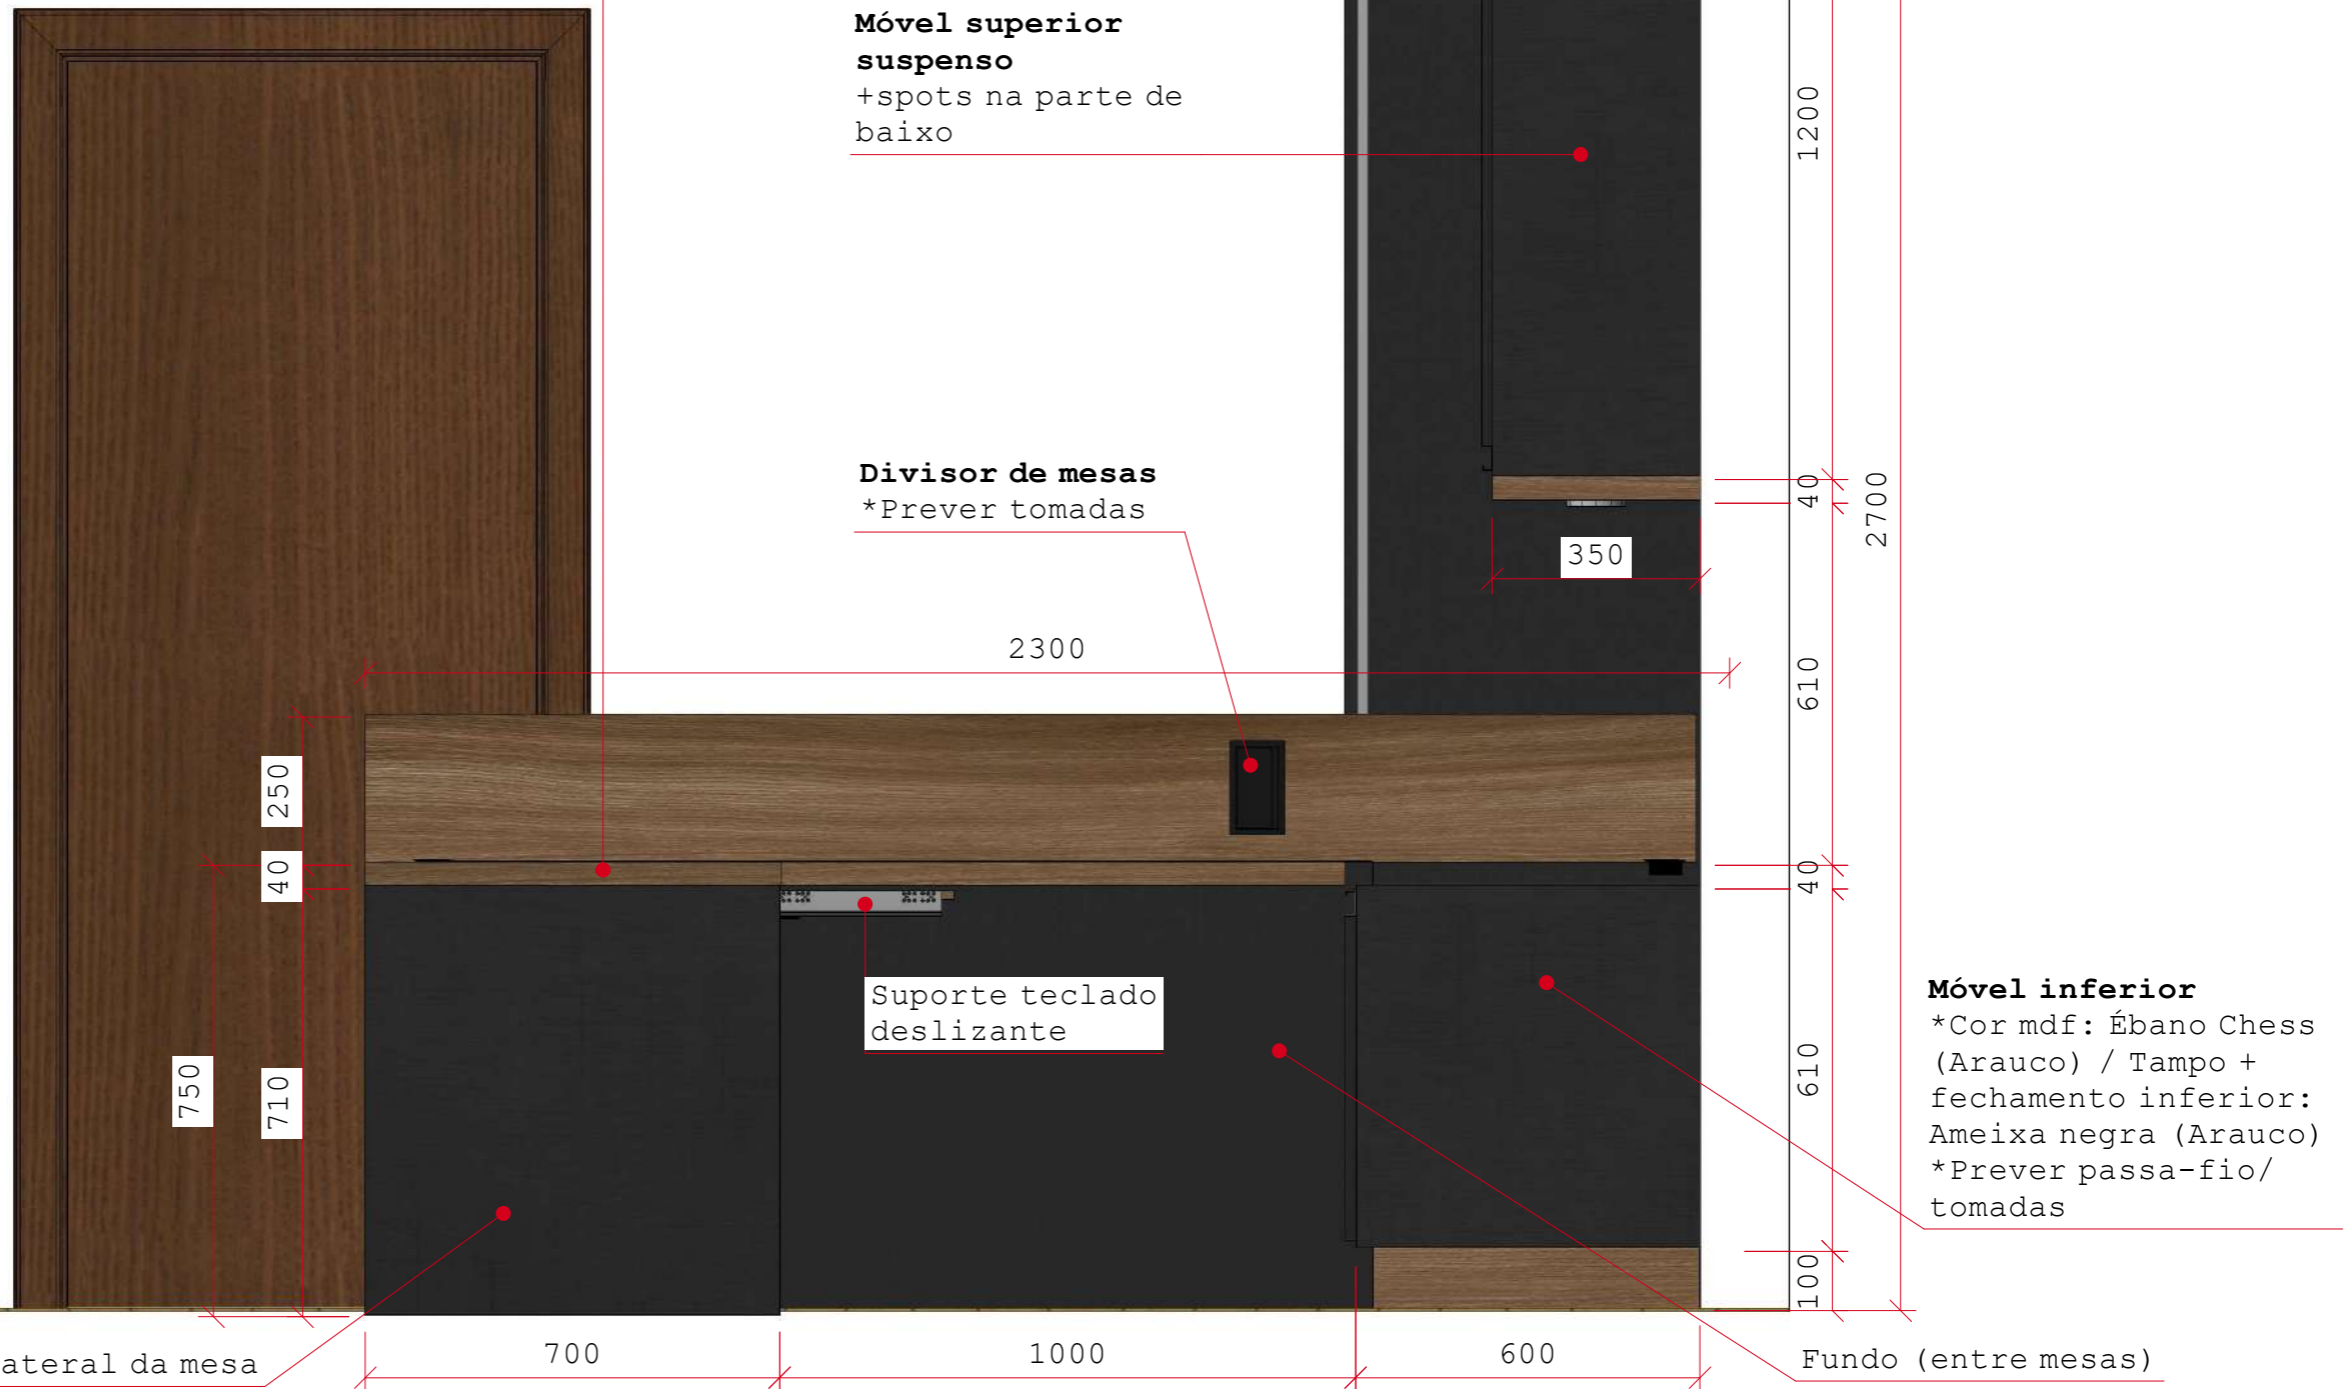 Móvel superior
suspenso
+spots na parte de
baixo
1200
Divisor de mesas
*Prever tomadas
40
2700
350
2300
610
250
40
40
Suporte teclado
deslizante
750
710
610
Móvel inferior
*Cor mdf: Ébano Chess
(Arauco) / Tampo +
fechamento inferior:
Ameixa negra (Arauco)
*Prever passa-fio/
tomadas
100
ateral da mesa
700
1000
600
Fundo (entre mesas)